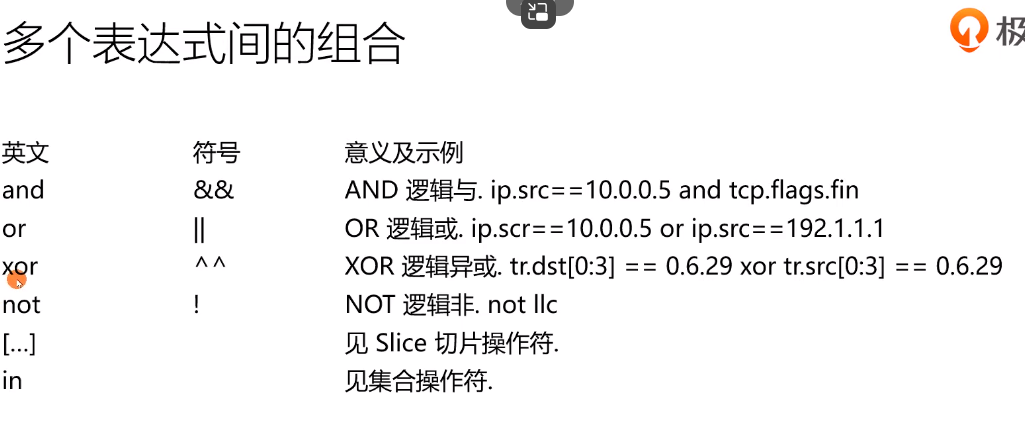 多个表达式间的组合
极
英文 符号 意义及示例
and && AND 逻辑与. ip.src==10.0.0.5 and tcp.flags.fin
or || OR 逻辑或. ip.scr==10.0.0.5 or ip.src==192.1.1.1
xor ^^ XOR 逻辑异或. tr.dst[0:3] == 0.6.29 xor tr.src[0:3] == 0.6.29
not ! NOT 逻辑非. not llc
[…] 见 Slice 切片操作符.
in 见集合操作符.